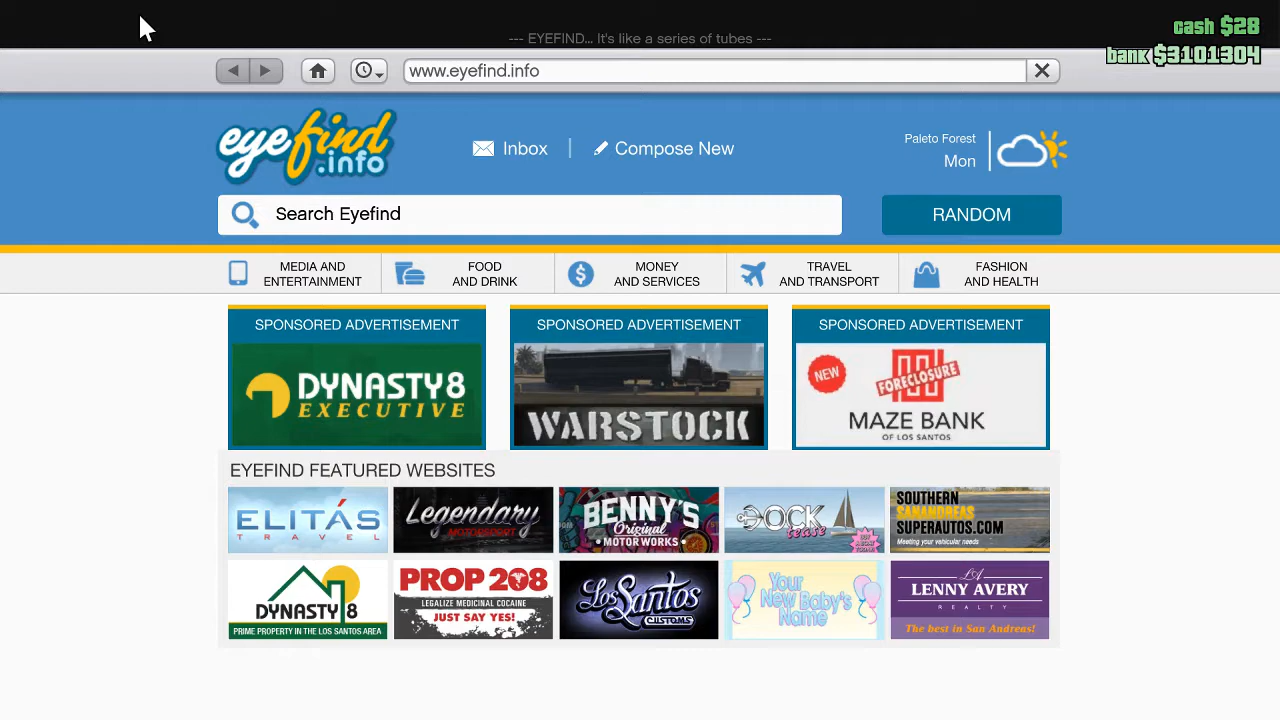 cash $28
--- EYEFIND... It's like a series of tubes ---
bank $3101304
www.eyefind.info
eyefind
.info
Inbox
Compose New
Paleto Forest
Mon
Search Eyefind
RANDOM
MEDIA AND
ENTERTAINMENT
FOOD
AND DRINK
MONEY
AND SERVICES
TRAVEL
AND TRANSPORT
FASHION
AND HEALTH
SPONSORED ADVERTISEMENT
DYNASTY8
EXECUTIVE
SPONSORED ADVERTISEMENT
WARSTOCK
SPONSORED ADVERTISEMENT
NEW
FORECLOSURE
MAZE BANK
OF LOS SANTOS
EYEFIND FEATURED WEBSITES
ELITÁS
TRAVEL
Legendary
MOTORSPORT
BENNY'S
Original
MOTORWORKS
DOCK
tease
SOUTHERN
SANANDREAS
SUPERAUTOS.COM
Meeting your vehicular needs
DYNASTY 8
PRIME PROPERTY IN THE LOS SANTOS AREA
PROP 208
LEGALIZE MEDICINAL COCAINE
JUST SAY YES!
Los Santos
CUSTOMS
Your
New Baby's
Name
LA
LENNY AVERY
REALTY
The best in San Andreas!